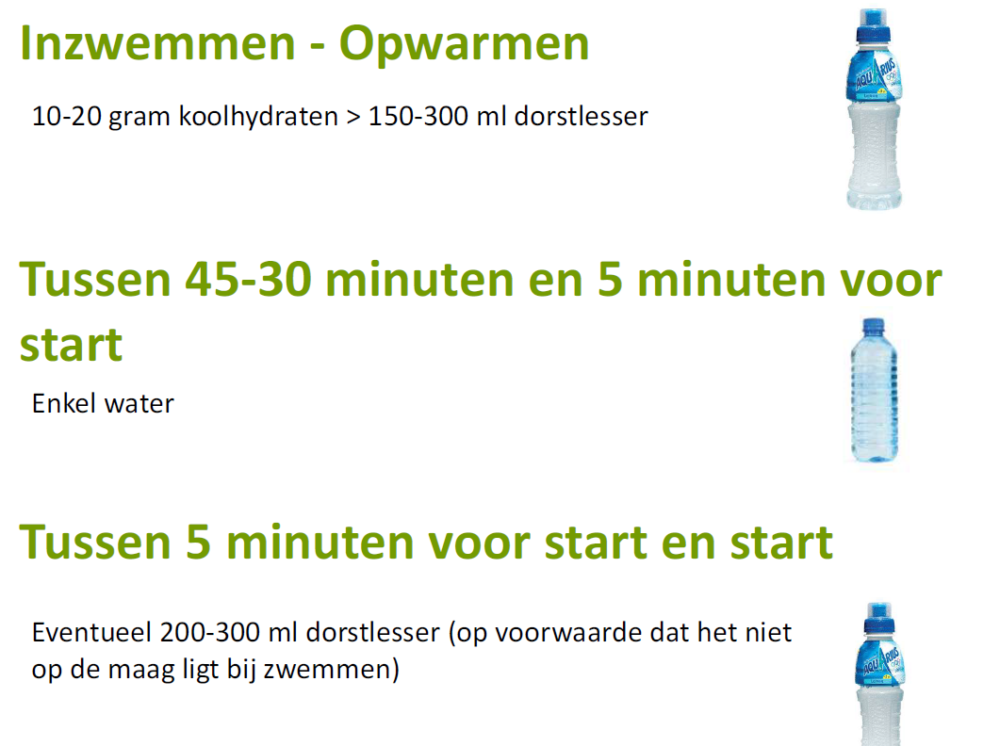 Inzwemmen - Opwarmen
10-20 gram koolhydraten > 150-300 ml dorstlesser
AQUARIUS
Tussen 45-30 minuten en 5 minuten voor
start
Enkel water
Tussen 5 minuten voor start en start
Eventueel 200-300 ml dorstlesser (op voorwaarde dat het niet
op de maag ligt bij zwemmen)
AQUARIUS